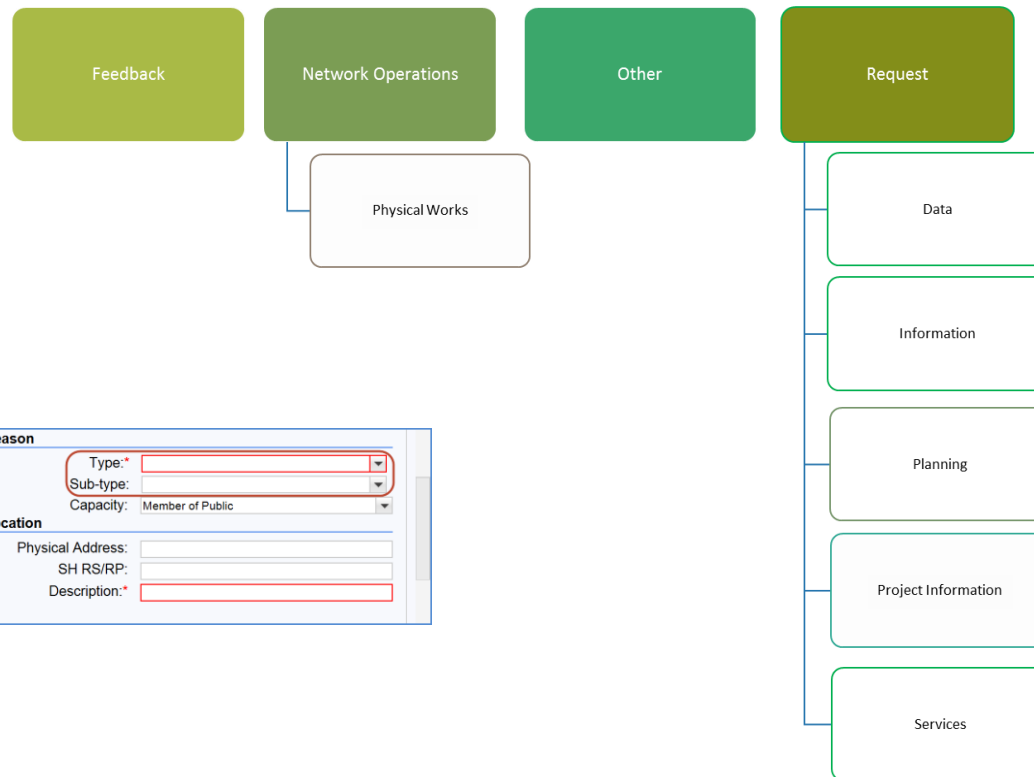 Feedback
Network Operations
Other
Request
Physical Works
Data
Information
Planning
Project Information
Services
eason
Type:*
Sub-type:
Capacity: Member of Public
cation
Physical Address:
SH RS/RP:
Description:*